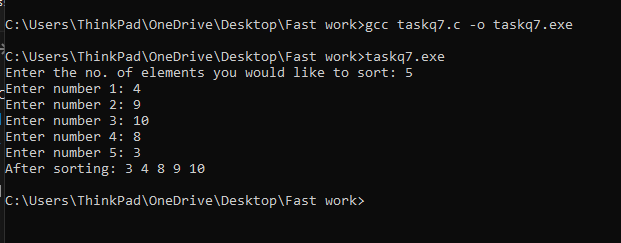 C:\Users\ThinkPad\OneDrive\Desktop\Fast work>gcc taskq7.c -o taskq7.exe
C:\Users\ThinkPad\OneDrive\Desktop\Fast work>taskq7.exe
Enter the no. of elements you would like to sort: 5
Enter number 1: 4
Enter number 2: 9
Enter number 3: 10
Enter number 4: 8
Enter number 5: 3
After sorting: 3 4 8 9 10
C:\Users\ThinkPad\OneDrive\Desktop\Fast work>